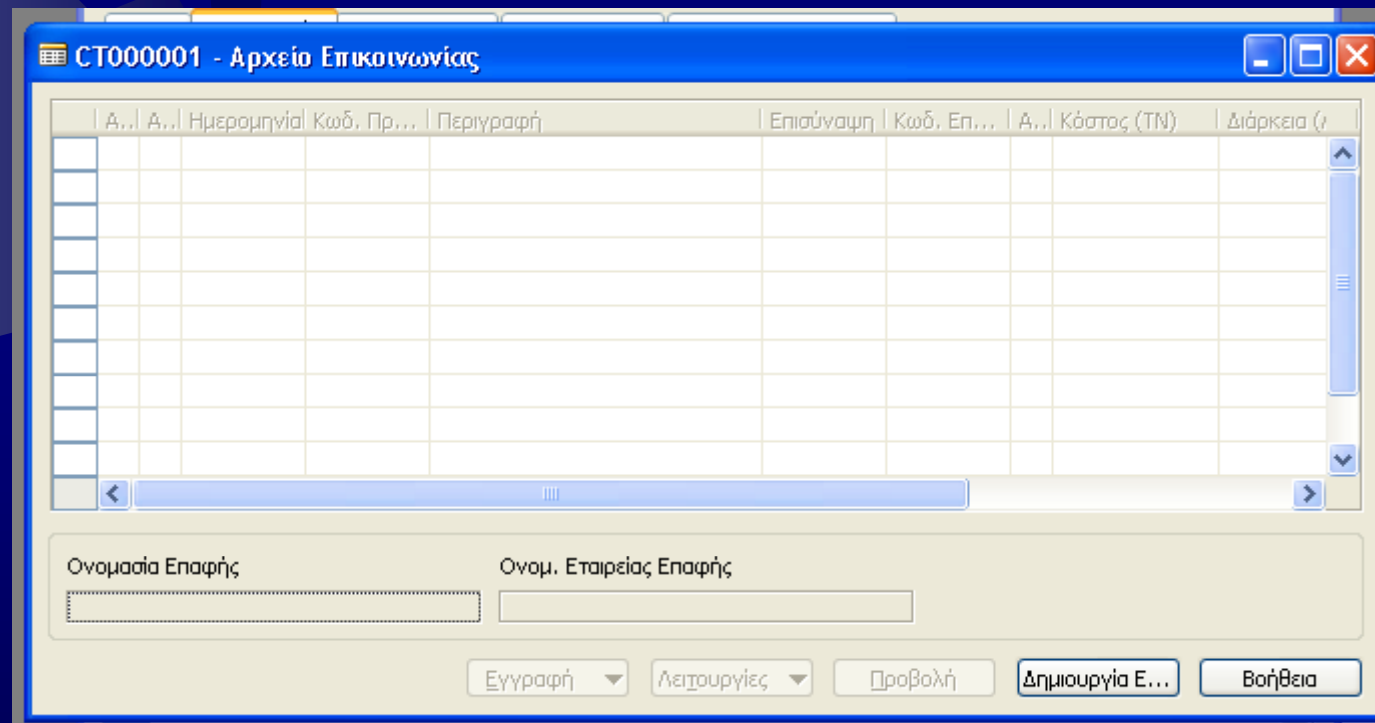 CT000001 - Αρχείο Επικοινωνίας
Α.. Α.. Ημερομηνία Κωδ. Πρ... Περιγραφή Επισύναψη Κωδ. Επ... Α.. Κόστος (ΤΝ) Διάρκεια (
Ονομασία Επαφής Ονομ. Εταιρείας Επαφής
Εγγραφή Λειτουργίες Προβολή Δημιουργία Ε... Βοήθεια